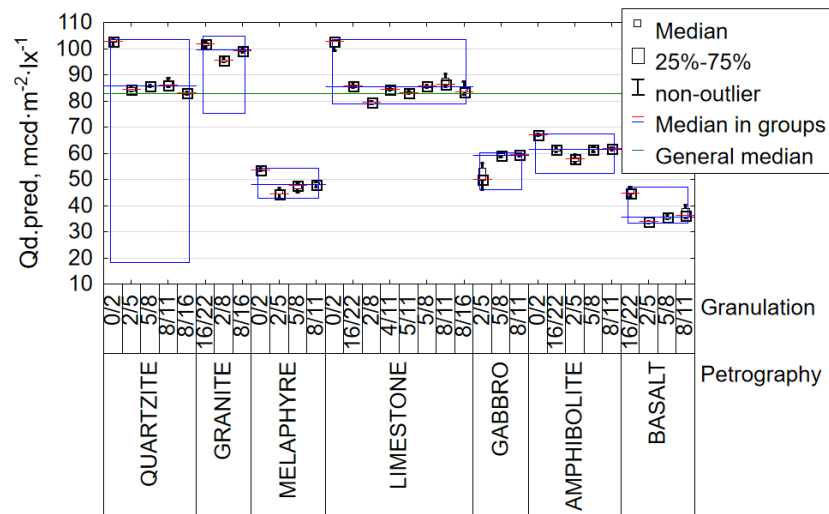 Qd.pred, mcd·m⁻²·lx⁻¹
110
100
90
80
70
60
50
40
30
20
10
Median
25%-75%
non-outlier
Median in groups
General median
0/2 2/5 5/8 8/11 8/16 16/22 2/8 8/16 0/2 2/5 5/8 8/11 0/2 16/22 2/8 4/11 5/11 5/8 8/11 8/16 2/5 5/8 8/11 0/2 16/22 2/5 5/8 8/11 16/22 2/5 5/8 8/11
Granulation
QUARTZITE GRANITE MELAPHYRE LIMESTONE GABBRO AMPHIBOLITE BASALT
Petrography